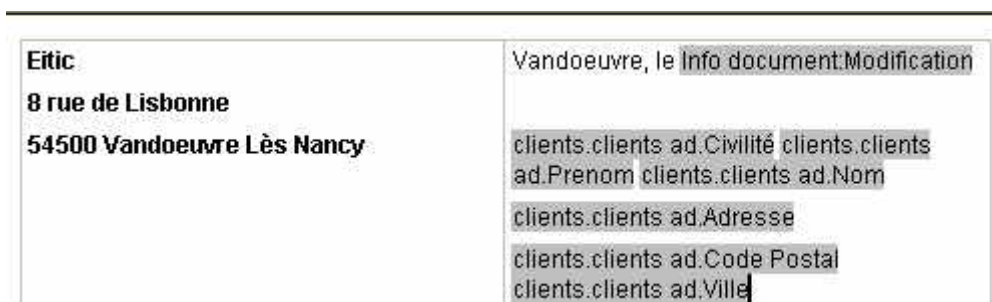 Eitic
8 rue de Lisbonne
54500 Vandoeuvre Lès Nancy
Vandoeuvre, le Info document:Modification
clients.clients ad.Civilité clients.clients
ad.Prenom clients.clients ad.Nom
clients.clients ad.Adresse
clients.clients ad.Code Postal
clients.clients ad.Ville